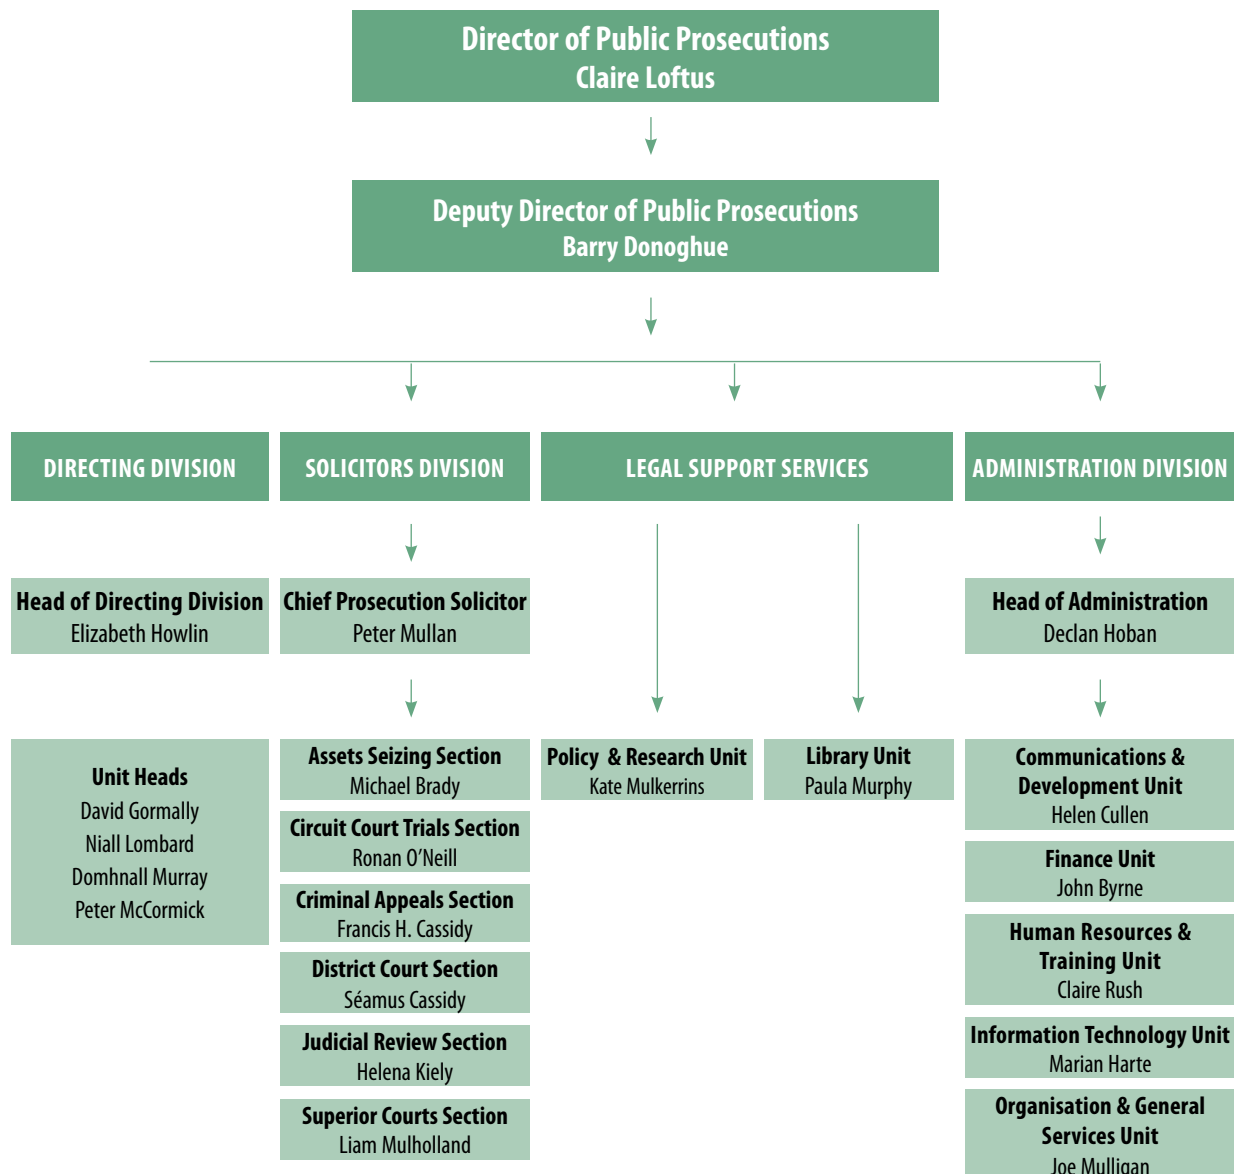 Director of Public Prosecutions
Claire Loftus
Deputy Director of Public Prosecutions
Barry Donoghue
DIRECTING DIVISION
SOLICITORS DIVISION
LEGAL SUPPORT SERVICES
ADMINISTRATION DIVISION
Head of Directing Division
Elizabeth Howlin
Chief Prosecution Solicitor
Peter Mullan
Head of Administration
Declan Hoban
Unit Heads
David Gormally
Niall Lombard
Domhnall Murray
Peter McCormick
Assets Seizing Section
Michael Brady
Circuit Court Trials Section
Ronan O’Neill
Criminal Appeals Section
Francis H. Cassidy
District Court Section
Séamus Cassidy
Judicial Review Section
Helena Kiely
Superior Courts Section
Liam Mulholland
Policy & Research Unit
Kate Mulkerrins
Library Unit
Paula Murphy
Communications &
Development Unit
Helen Cullen
Finance Unit
John Byrne
Human Resources &
Training Unit
Claire Rush
Information Technology Unit
Marian Harte
Organisation & General
Services Unit
Joe Mulligan